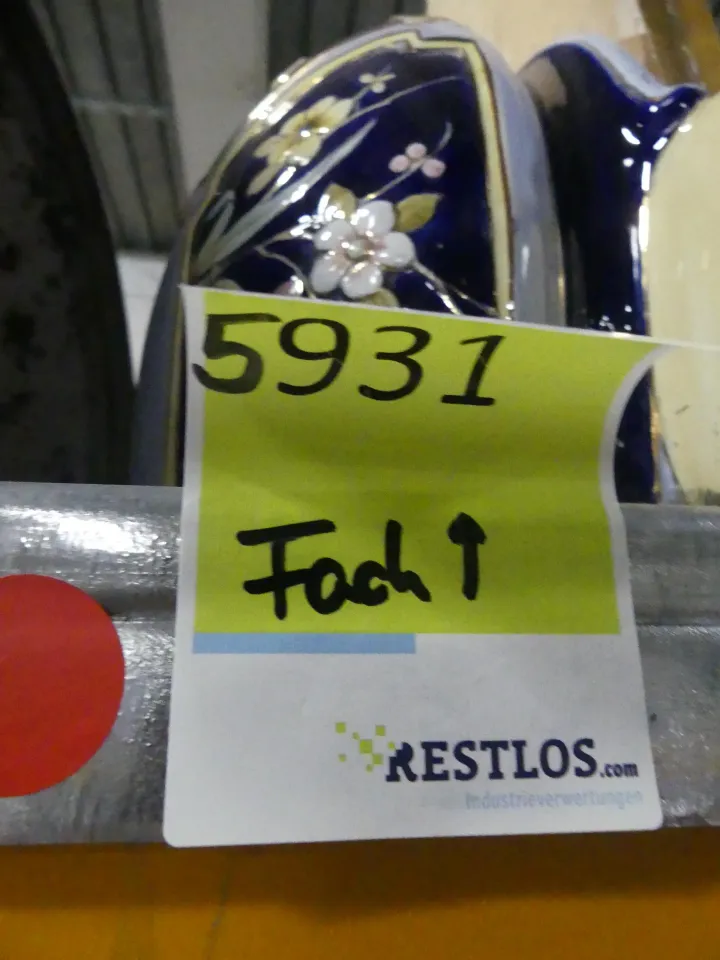 5931
Fach ↑
RESTLOS.com
Industrieverwertungen